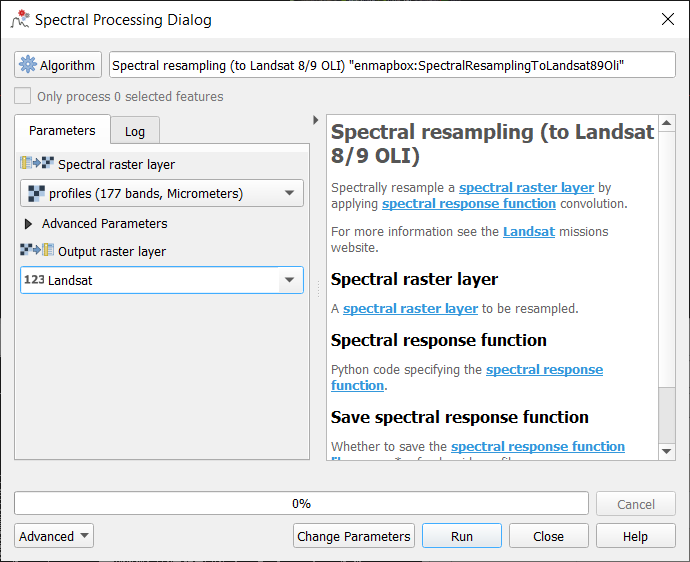 Spectral Processing Dialog
Algorithm
Spectral resampling (to Landsat 8/9 OLI) "enmapbox:SpectralResamplingToLandsat89Oli"
Only process 0 selected features
Parameters
Log
Spectral raster layer
profiles (177 bands, Micrometers)
Advanced Parameters
Output raster layer
123 Landsat
Spectral resampling (to Landsat
8/9 OLI)
Spectrally resample a spectral raster layer by
applying spectral response function convolution.
For more information see the Landsat missions
website.
Spectral raster layer
A spectral raster layer to be resampled.
Spectral response function
Python code specifying the spectral response
function.
Save spectral response function
Whether to save the spectral response function
0%
Cancel
Advanced
Change Parameters
Run
Close
Help